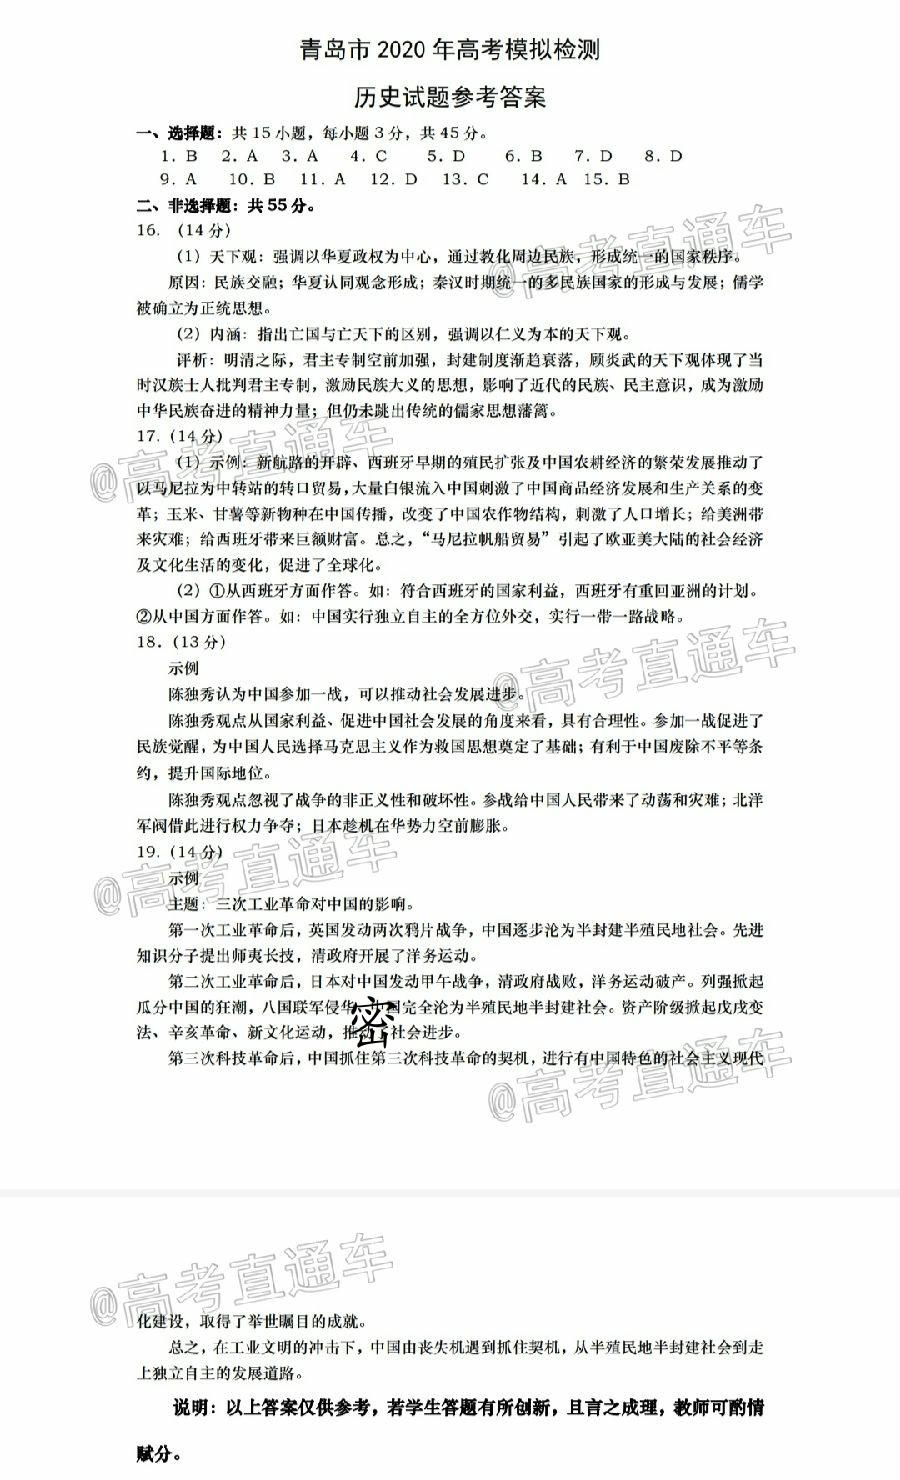 青岛市 2020 年高考模拟检测
历史试题参考答案
一、选择题：共 15 小题，每小题 3 分，共 45 分。
1. B 2. A 3. A 4. C 5. D 6. B 7. D 8. D
9. A 10. B 11. A 12. D 13. C 14. A 15. B
二、非选择题：共 55 分。
16.（14 分）
（1）天下观：强调以华夏政权为中心，通过教化周边民族，形成统一的国家秩序。
@高考直通车
原因：民族交融；华夏认同观念形成；秦汉时期统一的多民族国家的形成与发展；儒学
被确立为正统思想。
（2）内涵：指出亡国与亡天下的区别，强调以仁义为本的天下观。
评析：明清之际，君主专制空前加强，封建制度渐趋衰落，顾炎武的天下观体现了当
时汉族士人批判君主专制，激励民族大义的思想，影响了近代的民族、民主意识，成为激励
中华民族奋进的精神力量；但仍未跳出传统的儒家思想藩篱。
17.（14 分）
@高考直通车
（1）示例：新航路的开辟、西班牙早期的殖民扩张及中国农耕经济的繁荣发展推动了
以马尼拉为中转站的转口贸易，大量白银流入中国刺激了中国商品经济发展和生产关系的变
革；玉米、甘薯等新物种在中国传播，改变了中国农作物结构，刺激了人口增长；给美洲带
来灾难；给西班牙带来巨额财富。总之，“马尼拉帆船贸易”引起了欧亚美大陆的社会经济
及文化生活的变化，促进了全球化。
（2）①从西班牙方面作答。如：符合西班牙的国家利益，西班牙有重回亚洲的计划。
②从中国方面作答。如：中国实行独立自主的全方位外交，实行一带一路战略。
18.（13 分）
@高考直通车
示例
陈独秀认为中国参加一战，可以推动社会发展进步。
陈独秀观点从国家利益、促进中国社会发展的角度来看，具有合理性。参加一战促进了
民族觉醒，为中国人民选择马克思主义作为救国思想奠定了基础；有利于中国废除不平等条
约，提升国际地位。
陈独秀观点忽视了战争的非正义性和破坏性。参战给中国人民带来了动荡和灾难；北洋
军阀借此进行权力争夺；日本趁机在华势力空前膨胀。
19.（14 分）
@高考直通车
示例
主题：三次工业革命对中国的影响。
第一次工业革命后，英国发动两次鸦片战争，中国逐步沦为半封建半殖民地社会。先进
知识分子提出师夷长技，清政府开展了洋务运动。
第二次工业革命后，日本对中国发动甲午战争，清政府战败，洋务运动破产。列强掀起
瓜分中国的狂潮，八国联军侵华，中国完全沦为半殖民地半封建社会。资产阶级掀起戊戌变
法、辛亥革命、新文化运动，推动了社会进步。
密
第三次科技革命后，中国抓住第三次科技革命的契机，进行有中国特色的社会主义现代
@高考直通车
@高考直通车
化建设，取得了举世瞩目的成就。
总之，在工业文明的冲击下，中国由丧失机遇到抓住契机，从半殖民地半封建社会到走
上独立自主的发展道路。
说明：以上答案仅供参考，若学生答题有所创新，且言之成理，教师可酌情
赋分。